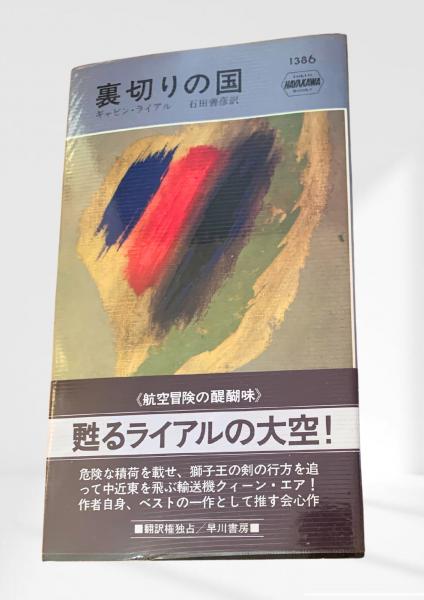 1386
裏切りの国
HAYAKAWA
ギャビン・ライアル 石田善彦訳
《航空冒険の醍醐味》
甦るライアルの大空!
危険な積荷を載せ、獅子王の剣の行方を追
って中近東を飛ぶ輸送機クィーン・エア!
作者自身、ベストの一作として推す会心作
■翻訳権独占/早川書房■